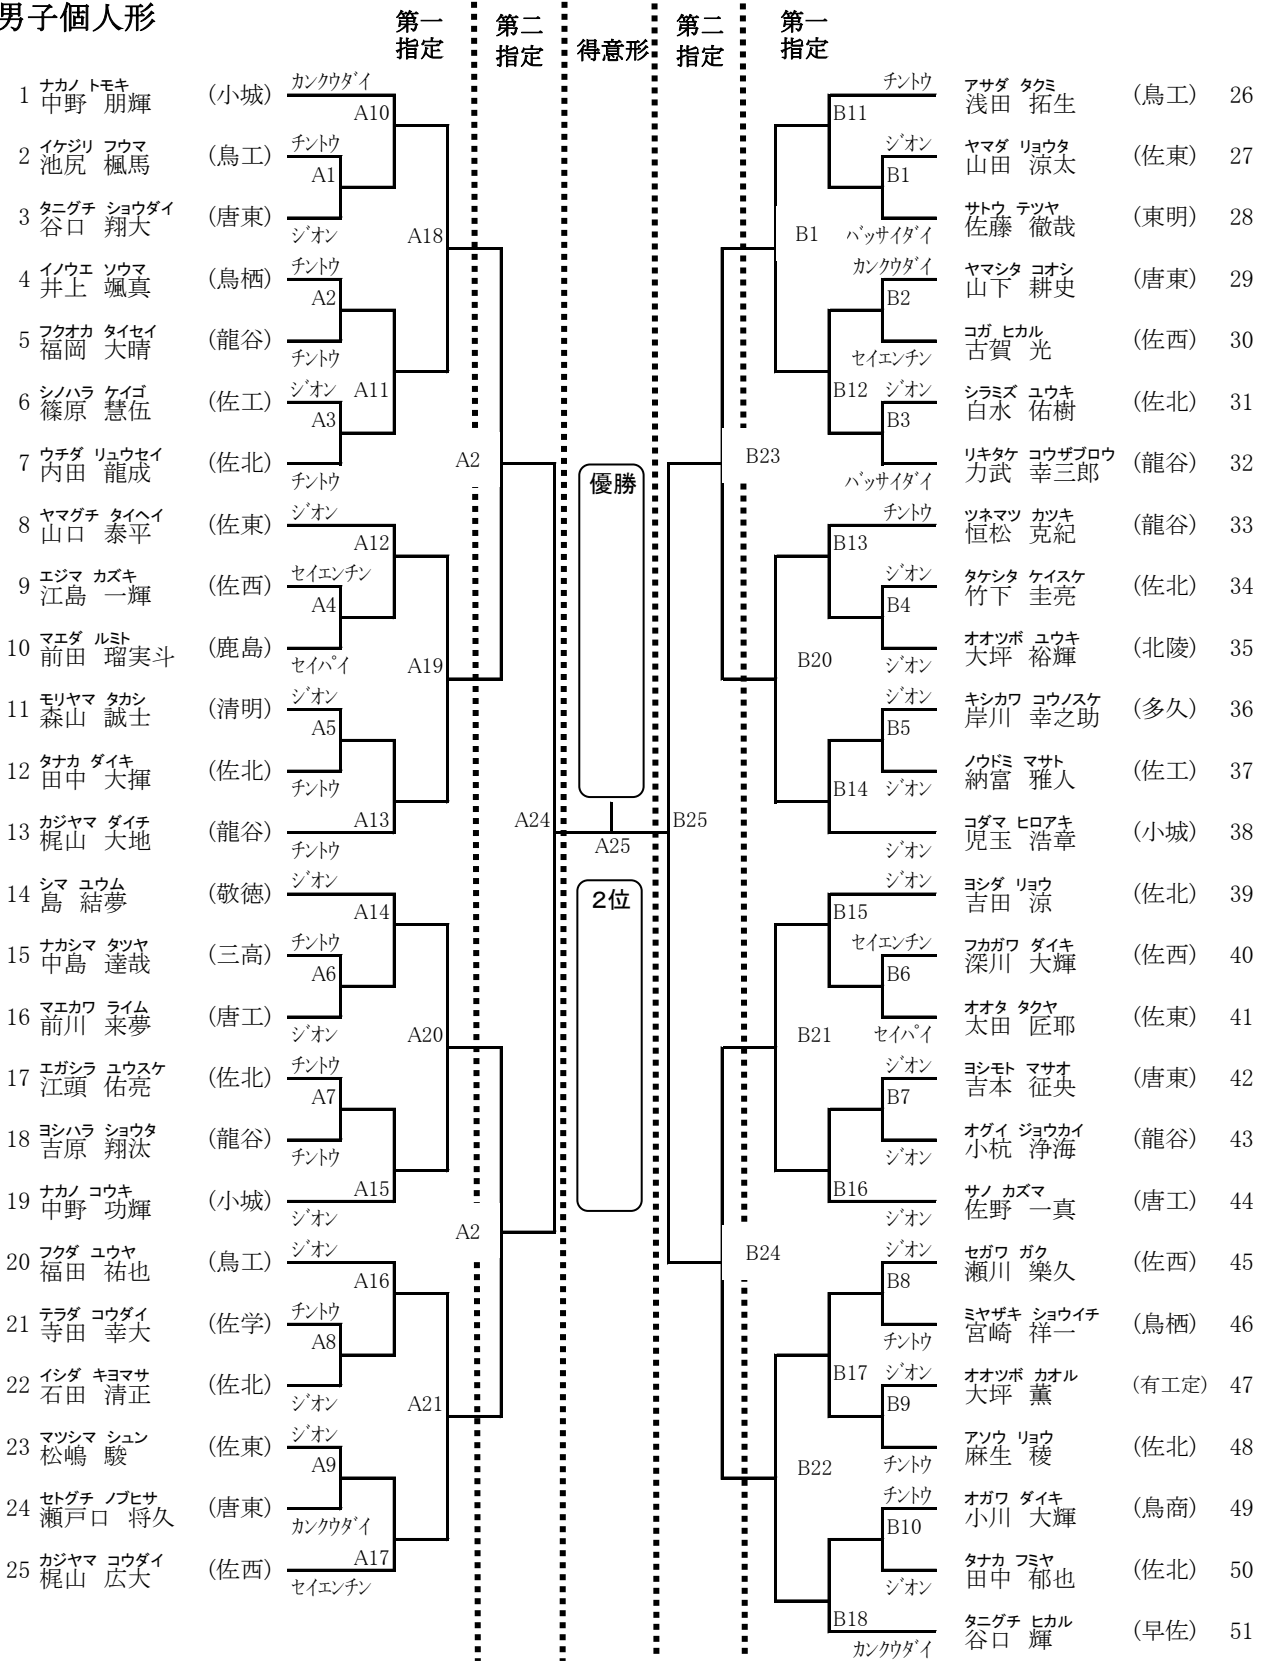 男子個人形
第一指定 第二指定 得意形 第二指定 第一指定
ナカノ トモキ カンクウダイ
1 中野 朋輝 (小城) A10
イケジリ フウマ チントウ
2 池尻 楓馬 (鳥工) A1
タニグチ ショウダイ
3 谷口 翔大 (唐東) ジオン A18
イノウエ ソウマ チントウ
4 井上 颯真 (鳥栖) A2
フクオカ タイセイ
5 福岡 大晴 (龍谷) チントウ
シノハラ ケイゴ ジオン A11
6 篠原 慧伍 (佐工) A3
ウチダ リュウセイ
7 内田 龍成 (佐北) チントウ A2
ヤマグチ タイヘイ ジオン
8 山口 泰平 (佐東) A12
エジマ カズキ セイエンチン
9 江島 一輝 (佐西) A4
マエダ ルミト
10 前田 瑠実斗 (鹿島) セイパイ A19
モリヤマ タカシ ジオン
11 森山 誠士 (清明) A5
タナカ ダイキ
12 田中 大揮 (佐北) チントウ
カジヤマ ダイチ
13 梶山 大地 (龍谷) チントウ A13 A24
シマ ユウム ジオン
14 島 結夢 (敬徳) A14
ナカシマ タツヤ チントウ
15 中島 達哉 (三高) A6
マエカワ ライム
16 前川 来夢 (唐工) ジオン A20
エガシラ ユウスケ チントウ
17 江頭 佑亮 (佐北) A7
ヨシハラ ショウタ
18 吉原 翔汰 (龍谷) チントウ
ナカノ コウキ
19 中野 功輝 (小城) ジオン A15 A2
フクダ ユウヤ ジオン
20 福田 祐也 (鳥工) A16
テラダ コウダイ チントウ
21 寺田 幸大 (佐学) A8
イシダ キヨマサ
22 石田 清正 (佐北) ジオン A21
マツシマ シュン ジオン
23 松嶋 駿 (佐東) A9
セトグチ ノブヒサ
24 瀬戸口 将久 (唐東) カンクウダイ
カジヤマ コウダイ
25 梶山 広大 (佐西) セイエンチン A17
優勝
A25
2位
チントウ アサダ タクミ
B11 浅田 拓生 (鳥工) 26
ジオン ヤマダ リョウタ
B1 山田 涼太 (佐東) 27
サトウ テツヤ
B1 バッサイダイ 佐藤 徹哉 (東明) 28
カンクウダイ ヤマシタ コオシ
B2 山下 耕史 (唐東) 29
コガ ヒカル
セイエンチン 古賀 光 (佐西) 30
B12 ジオン シラミズ ユウキ
B3 白水 佑樹 (佐北) 31
リキタケ コウザブロウ
B23 バッサイダイ 力武 幸三郎 (龍谷) 32
チントウ ツネマツ カツキ
B13 恒松 克紀 (龍谷) 33
ジオン タケシタ ケイスケ
B4 竹下 圭亮 (佐北) 34
オオツボ ユウキ
B20 ジオン 大坪 裕輝 (北陵) 35
ジオン キシカワ コウノスケ
B5 岸川 幸之助 (多久) 36
ノウドミ マサト
B14 ジオン 納富 雅人 (佐工) 37
コダマ ヒロアキ
B25 ジオン 児玉 浩章 (小城) 38
ジオン ヨシダ リョウ
B15 吉田 涼 (佐北) 39
セイエンチン フカガワ ダイキ
B6 深川 大輝 (佐西) 40
オオタ タクヤ
B21 セイパイ 太田 匠耶 (佐東) 41
ジオン ヨシモト マサオ
B7 吉本 征央 (唐東) 42
オグイ ジョウカイ
ジオン 小杭 浄海 (龍谷) 43
サノ カズマ
B16 ジオン 佐野 一真 (唐工) 44
B24 ジオン セガワ ガク
B8 瀬川 樂久 (佐西) 45
ミヤザキ ショウイチ
チントウ 宮崎 祥一 (鳥栖) 46
B17 ジオン オオツボ カオル
B9 大坪 薫 (有工定) 47
アソウ リョウ
B22 チントウ 麻生 稜 (佐北) 48
チントウ オガワ ダイキ
B10 小川 大輝 (鳥商) 49
タナカ フミヤ
ジオン 田中 郁也 (佐北) 50
タニグチ ヒカル
B18 カンクウダイ 谷口 輝 (早佐) 51